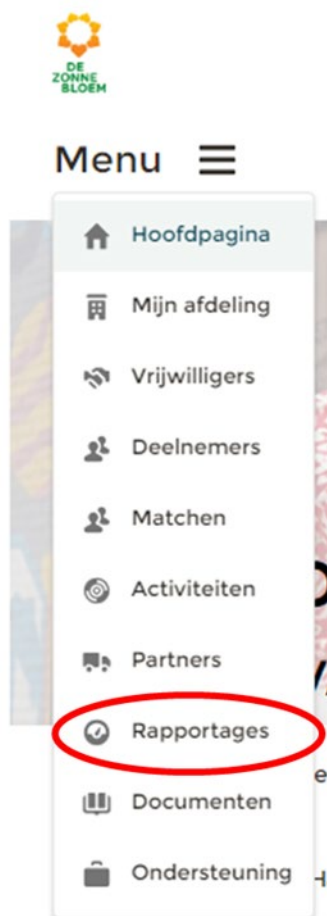 DE
ZONNE
BLOEM
Menu
Hoofdpagina
Mijn afdeling
Vrijwilligers
Deelnemers
Matchen
Activiteiten
Partners
Rapportages
Documenten
Ondersteuning